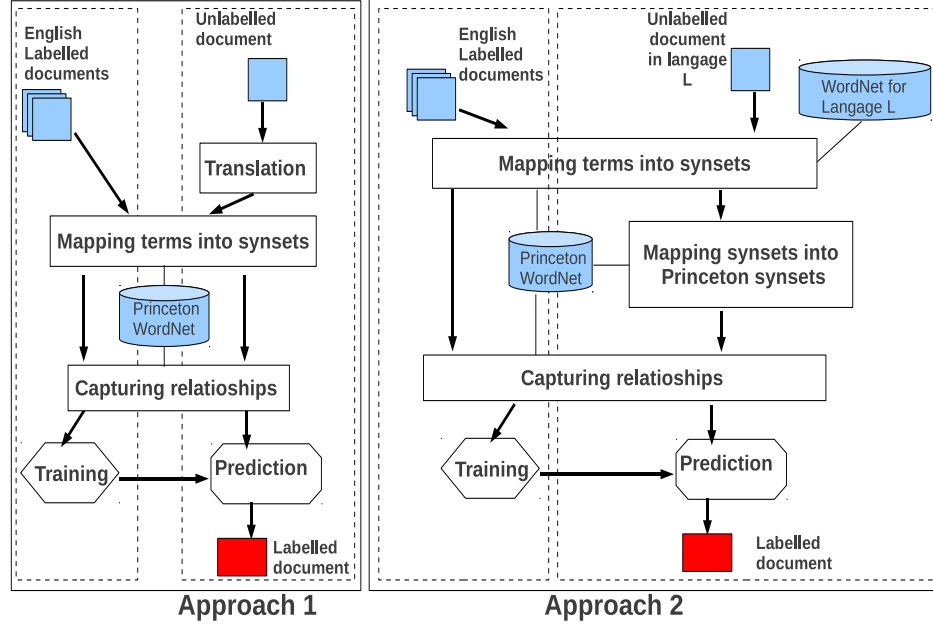 English
Labelled
documents
Unlabelled
document
Translation
Mapping terms into synsets
Princeton
WordNet
Capturing relatioships
Training
Prediction
Labelled
document
Approach 1
English
Labelled
documents
Unlabelled
document
in langage
L
WordNet for
Langage L
Mapping terms into synsets
Princeton
WordNet
Mapping synsets into
Princeton synsets
Capturing relatioships
Training
Prediction
Labelled
document
Approach 2